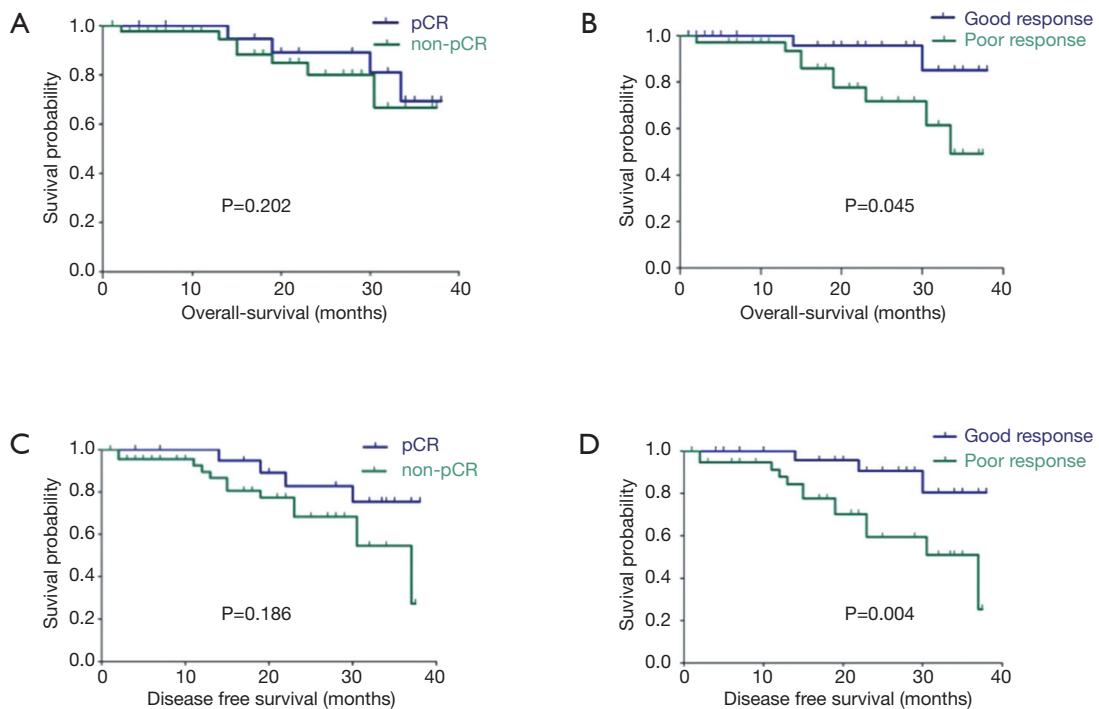 A
pCR
non-pCR
1.0
0.8
0.6
0.4
0.2
0.0
Suvival probability
P=0.202
0 10 20 30 40
Overall-survival (months)
B
Good response
Poor response
1.0
0.8
0.6
0.4
0.2
0.0
Suvival probability
P=0.045
0 10 20 30 40
Overall-survival (months)
C
pCR
non-pCR
1.0
0.8
0.6
0.4
0.2
0.0
Suvival probability
P=0.186
0 10 20 30 40
Disease free survival (months)
D
Good response
Poor response
1.0
0.8
0.6
0.4
0.2
0.0
Suvival probability
P=0.004
0 10 20 30 40
Disease free survival (months)